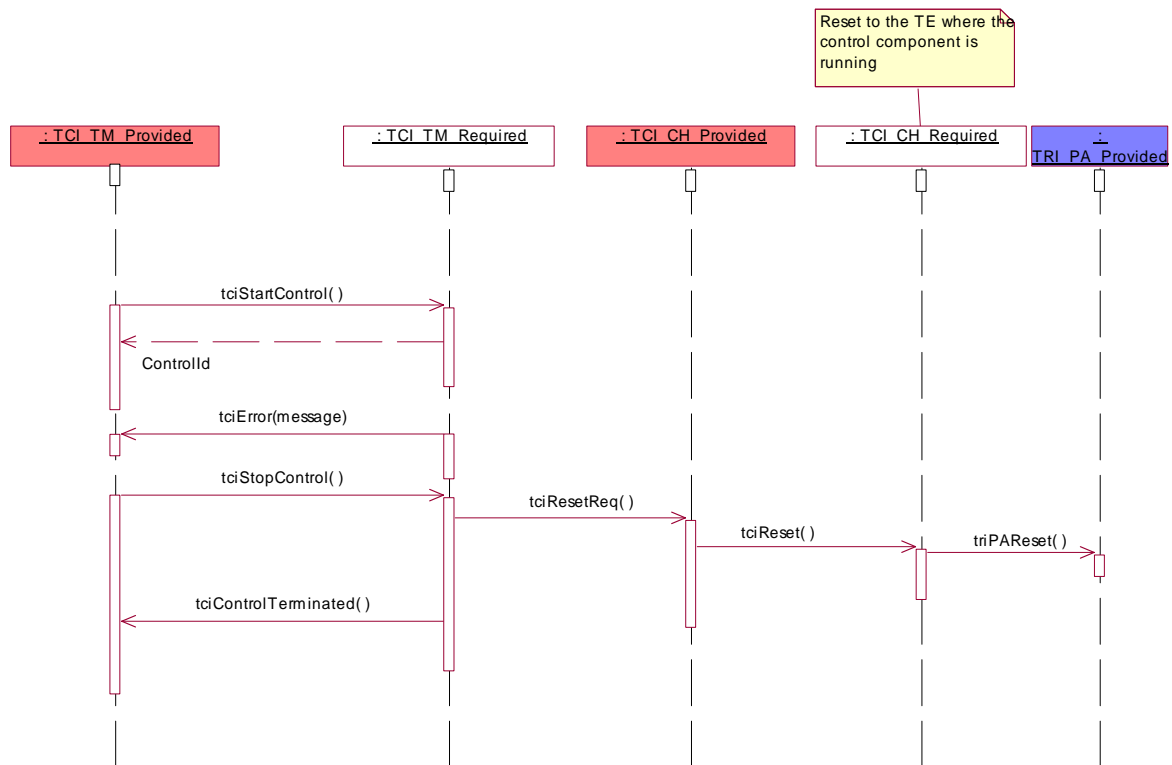 Reset to the TE where the
control component is
running
: TCI_TM_Provided
: TCI_TM_Required
: TCI_CH_Provided
: TCI_CH_Required
:
TRI_PA_Provided
tciStartControl( )
ControlId
tciError(message)
tciStopControl( )
tciResetReq( )
tciReset( )
triPAReset( )
tciControlTerminated( )